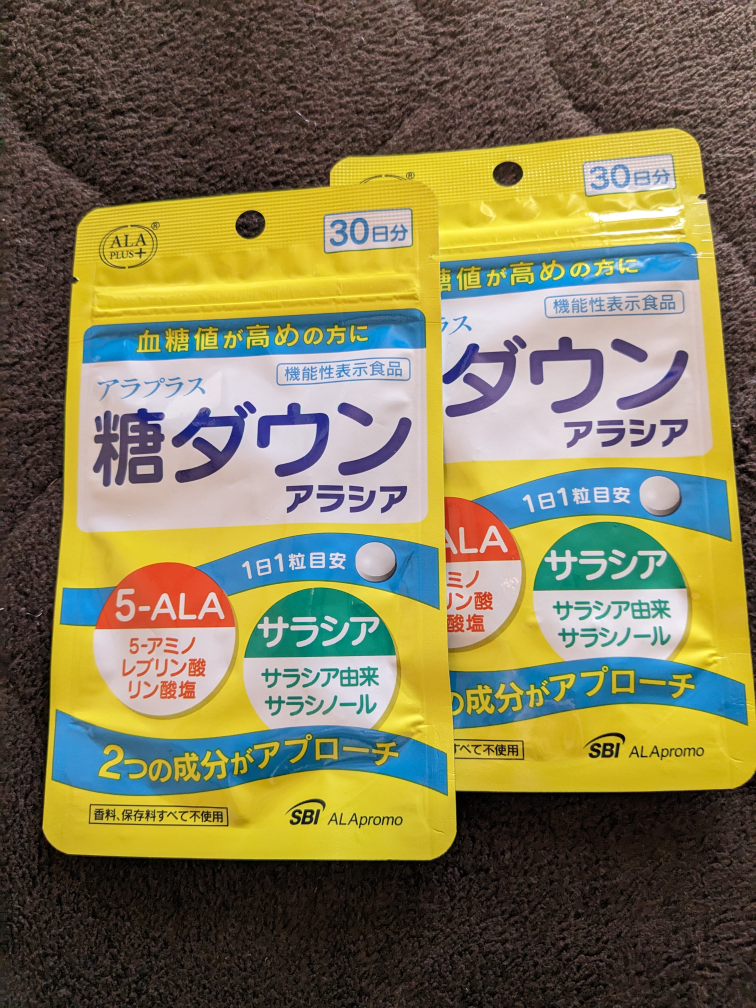 ALA
PLUS+
®
30日分
血糖値が高めの方に
アラプラス
機能性表示食品
糖ダウン
アラシア
1日1粒目安
5-ALA
5-アミノ
レブリン酸
リン酸塩
サラシア
サラシア由来
サラシノール
2つの成分がアプローチ
香料、保存料すべて不使用
SBI ALApromo
®
30日分
糖値が高めの方に
ラス
機能性表示食品
ダウン
アラシア
1日1粒目安
ALA
ミノ
リン酸
酸塩
サラシア
サラシア由来
サラシノール
の成分がアプローチ
すべて不使用
SBI ALApromo